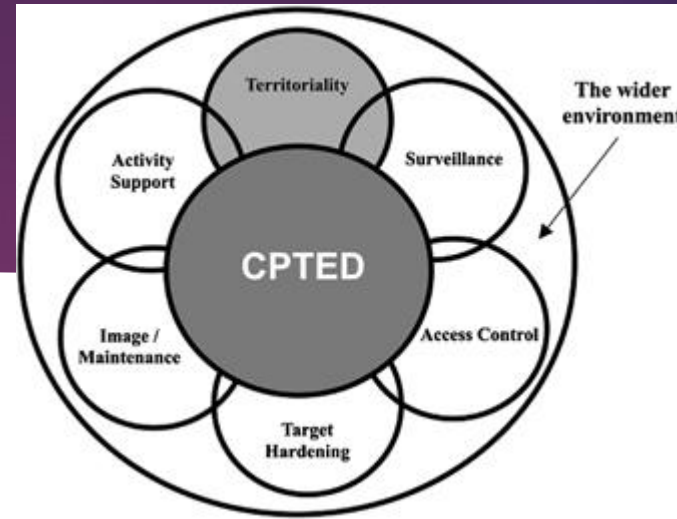 Territoriality
The wider
environment
Activity
Support
Surveillance
CPTED
Image /
Maintenance
Access Control
Target
Hardening